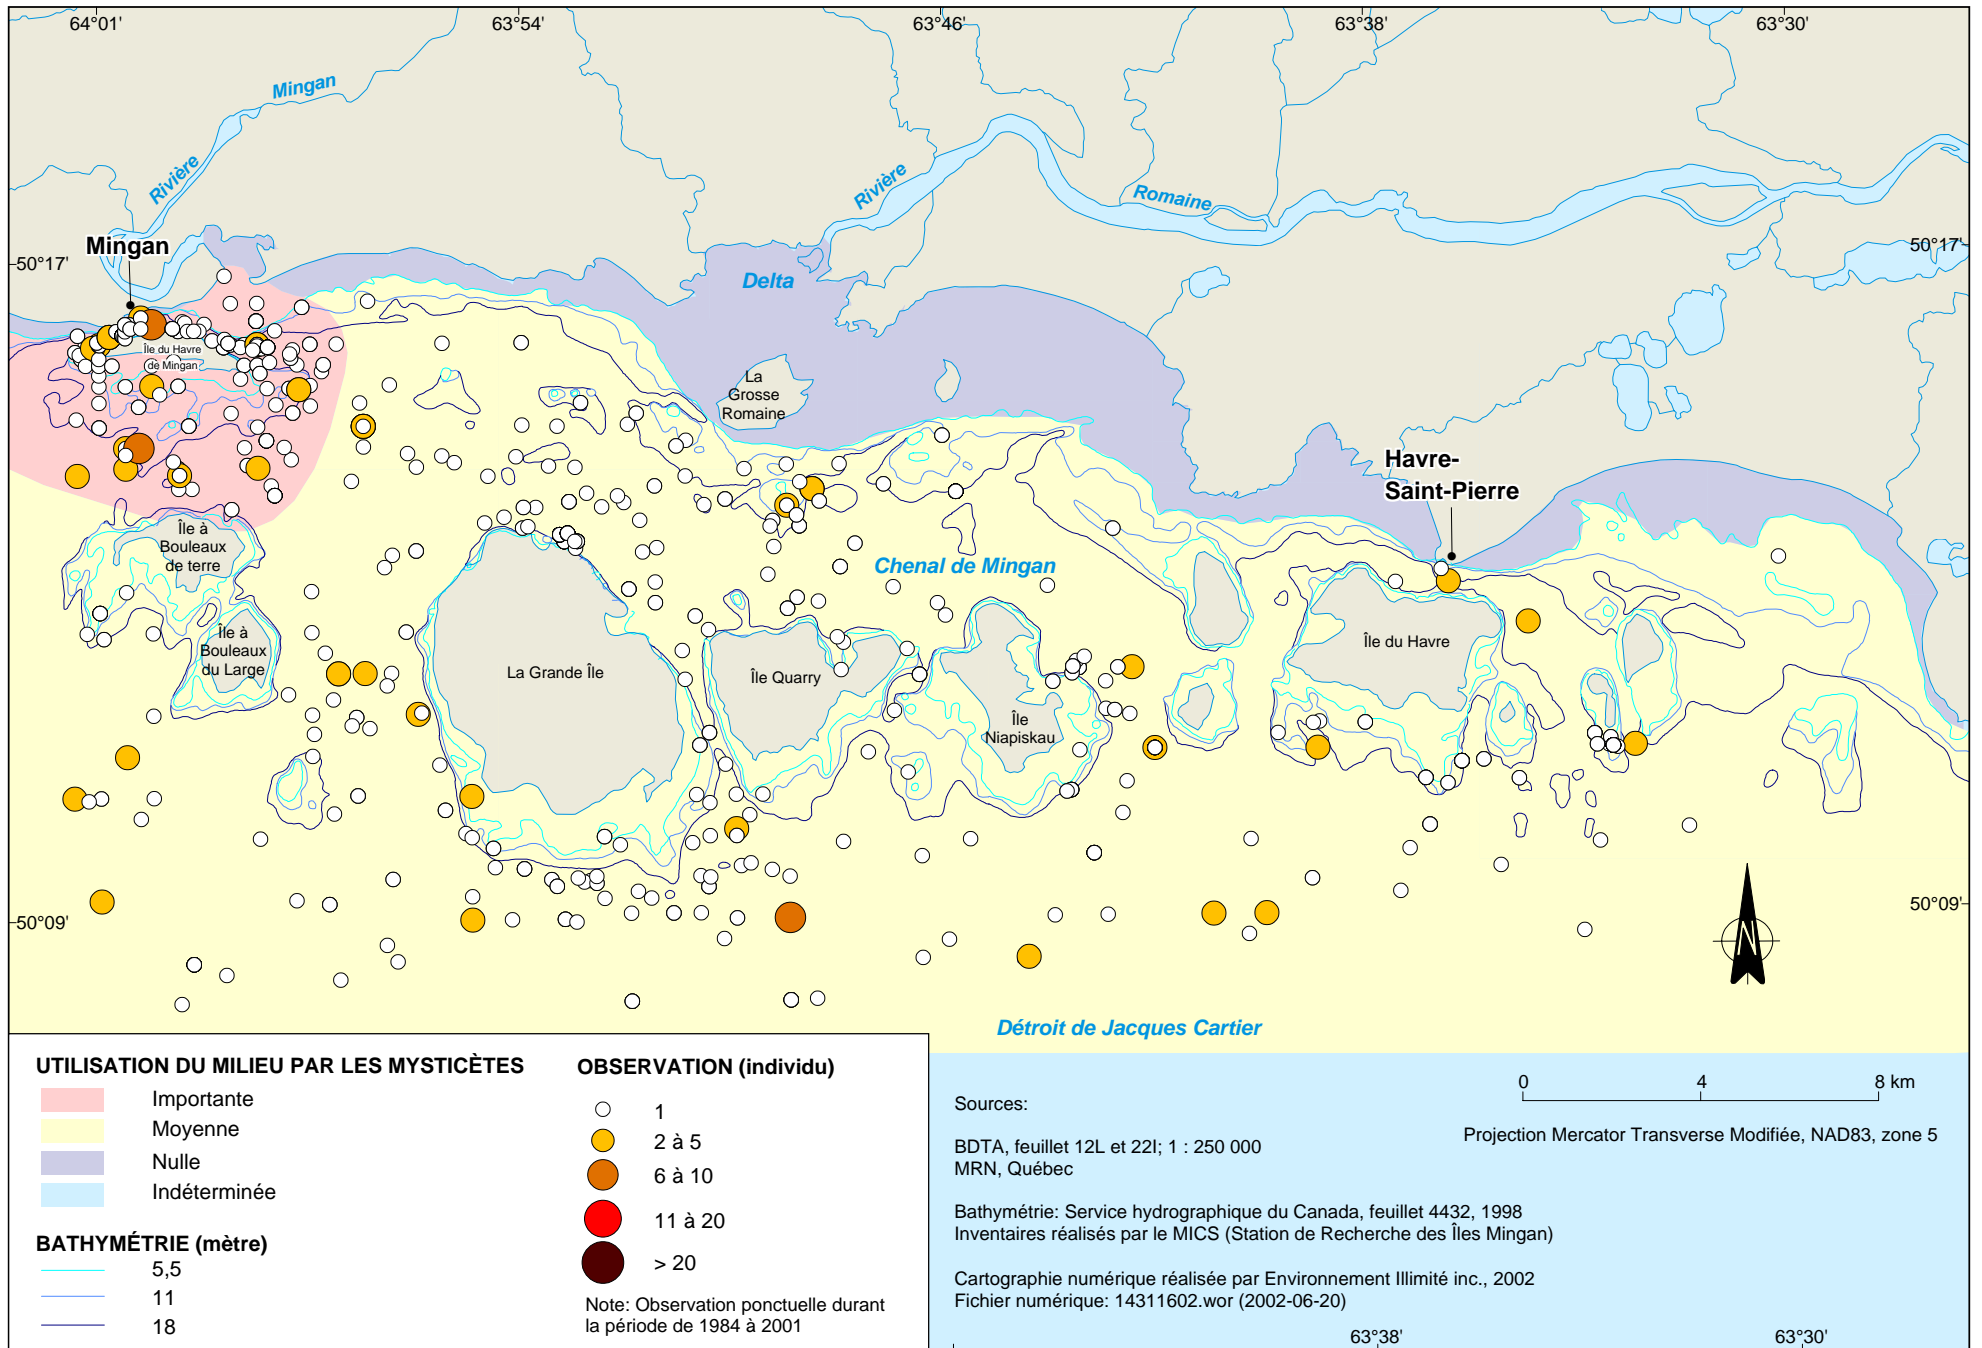 64°01'
63°54'
63°46'
63°38'
63°30'
Rivière Mingan
Rivière Romaine
Mingan
50°17'
50°17'
Delta
Île du Havre
de Mingan
La
Grosse
Romaine
Havre-
Saint-Pierre
Île à
Bouleaux
de terre
Chenal de Mingan
Île à
Bouleaux
du Large
La Grande Île
Île Quarry
Île
Niapiskau
Île du Havre
50°09'
50°09'
N
Détroit de Jacques Cartier
UTILISATION DU MILIEU PAR LES MYSTICÈTES
Importante
Moyenne
Nulle
Indéterminée
BATHYMÉTRIE (mètre)
5,5
11
18
OBSERVATION (individu)
1
2 à 5
6 à 10
11 à 20
> 20
Note: Observation ponctuelle durant
la période de 1984 à 2001
0 4 8 km
Projection Mercator Transverse Modifiée, NAD83, zone 5
Sources:
BDTA, feuillet 12L et 22I; 1 : 250 000
MRN, Québec
Bathymétrie: Service hydrographique du Canada, feuillet 4432, 1998
Inventaires réalisés par le MICS (Station de Recherche des Îles Mingan)
Cartographie numérique réalisée par Environnement Illimité inc., 2002
Fichier numérique: 14311602.wor (2002-06-20)
63°38'
63°30'